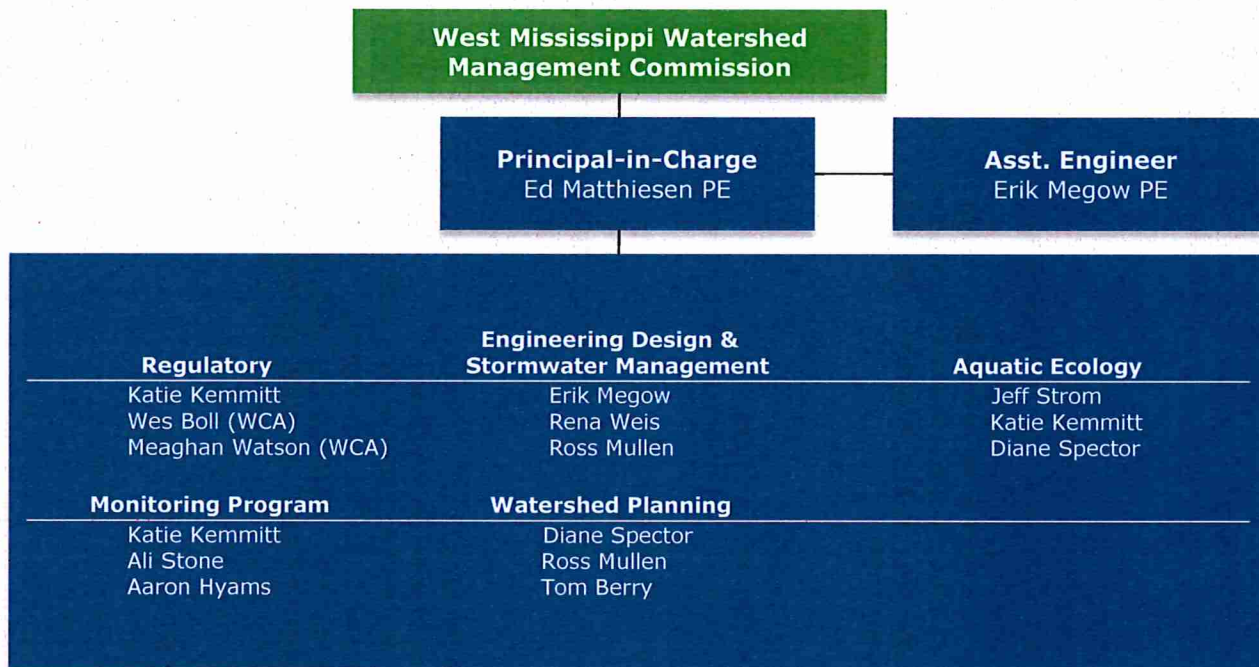 West Mississippi Watershed
Management Commission
Principal-in-Charge
Ed Matthiesen PE
Asst. Engineer
Erik Megow PE
Regulatory
Katie Kemmitt
Wes Boll (WCA)
Meaghan Watson (WCA)
Engineering Design &
Stormwater Management
Erik Megow
Rena Weis
Ross Mullen
Aquatic Ecology
Jeff Strom
Katie Kemmitt
Diane Spector
Monitoring Program
Katie Kemmitt
Ali Stone
Aaron Hyams
Watershed Planning
Diane Spector
Ross Mullen
Tom Berry